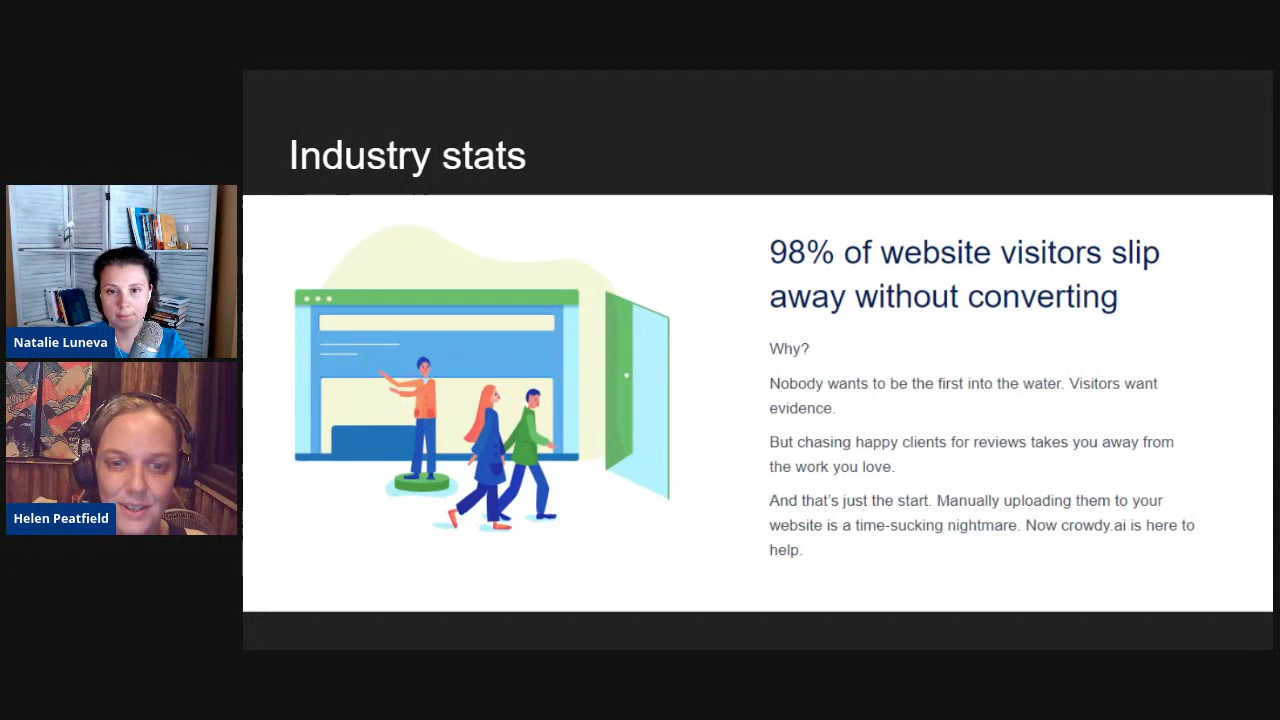 Industry stats
98% of website visitors slip
away without converting
Why?
Nobody wants to be the first into the water. Visitors want
evidence.
But chasing happy clients for reviews takes you away from
the work you love.
And that's just the start. Manually uploading them to your
website is a time-sucking nightmare. Now crowdy.ai is here to
help.
Natalie Luneva
Helen Peatfield